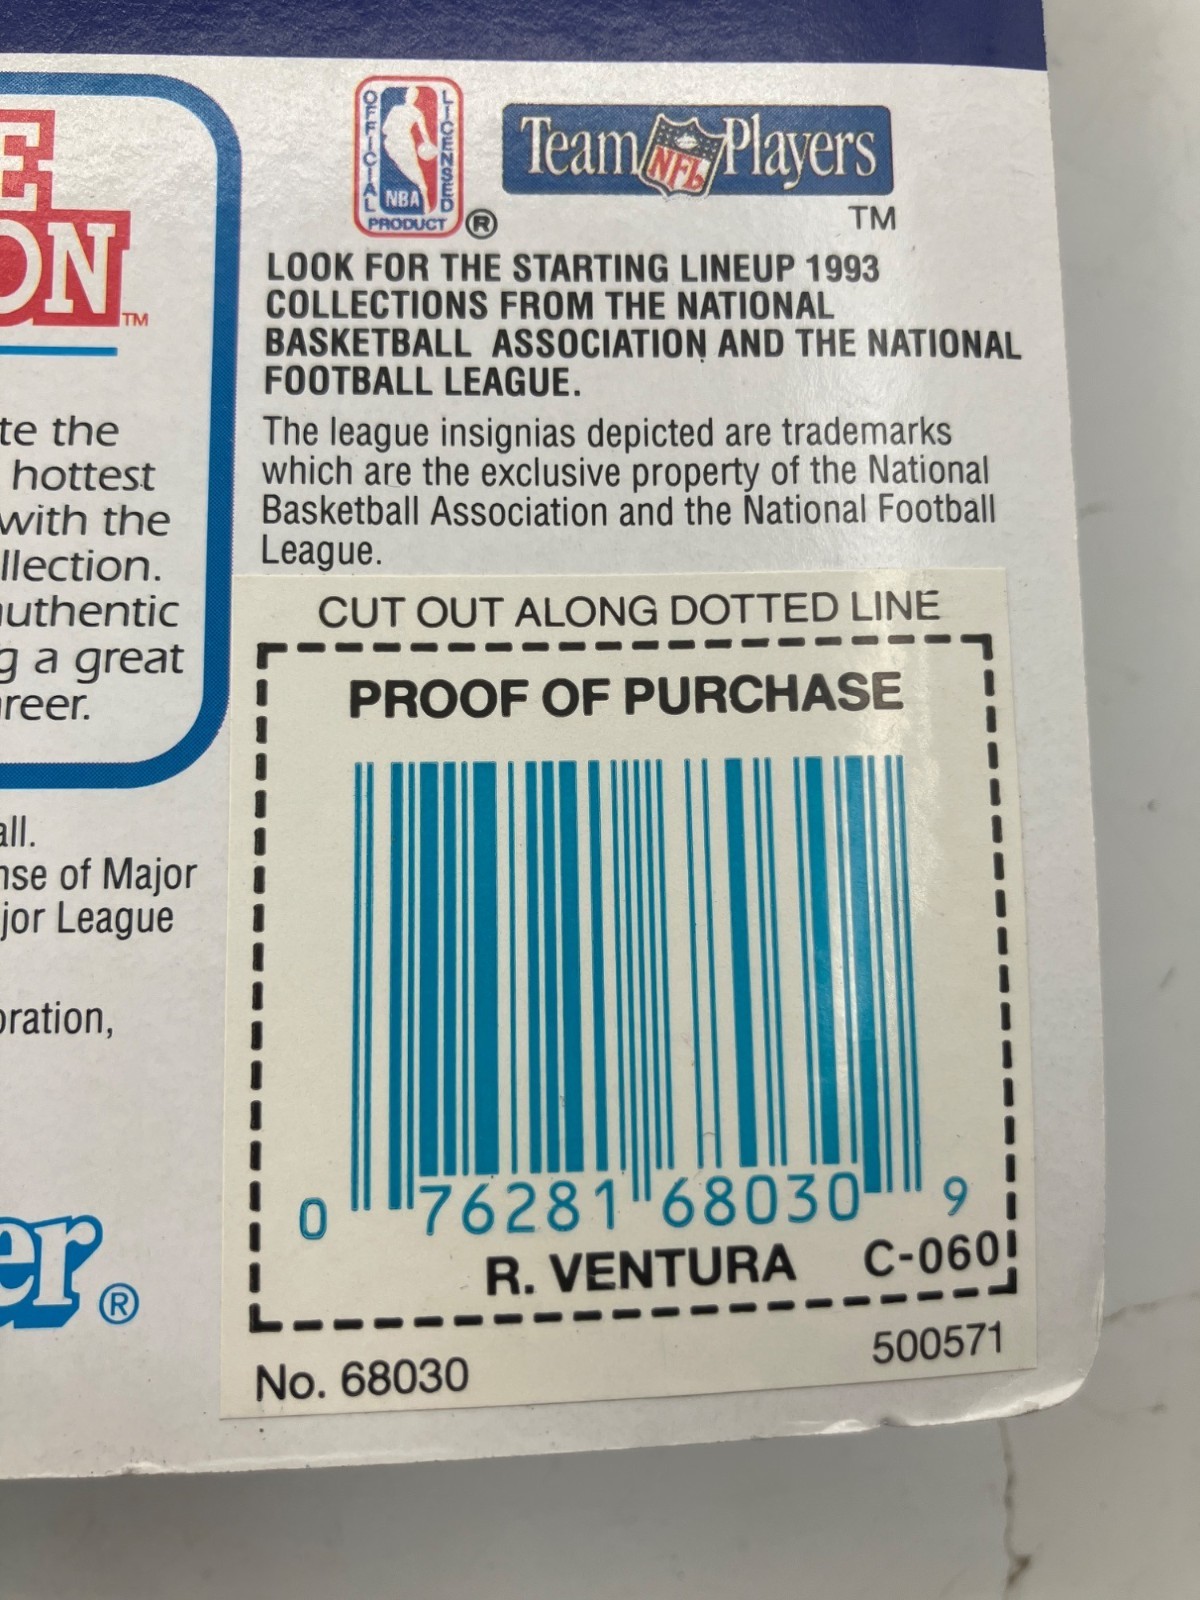 E
ON™
te the
hottest
with the
llection.
authentic
g a great
reer.
all.
nse of Major
jor League
oration,
er®
OFFICIAL LICENSED
NBA
PRODUCT ®
Team NFL Players
TM
LOOK FOR THE STARTING LINEUP 1993
COLLECTIONS FROM THE NATIONAL
BASKETBALL ASSOCIATION AND THE NATIONAL
FOOTBALL LEAGUE.
The league insignias depicted are trademarks
which are the exclusive property of the National
Basketball Association and the National Football
League.
CUT OUT ALONG DOTTED LINE
PROOF OF PURCHASE
0 76281 68030 9
R. VENTURA C-060
No. 68030 500571